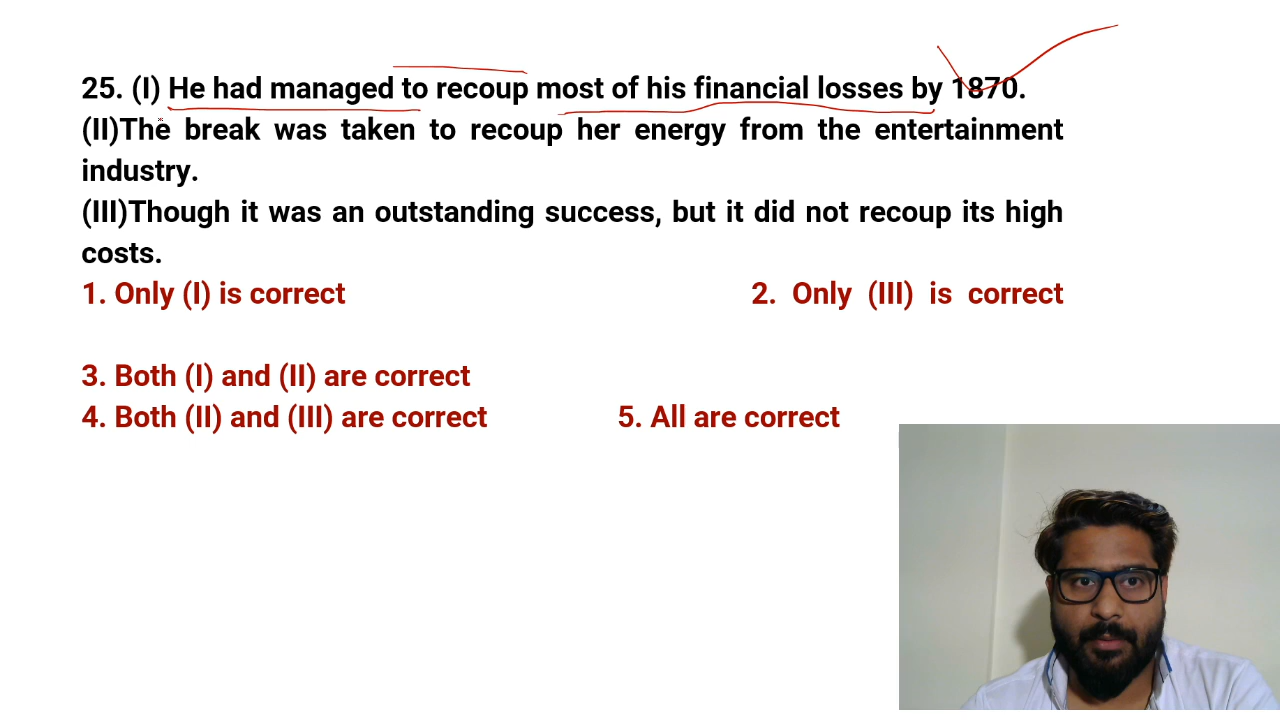 25. (I) He had managed to recoup most of his financial losses by 1870.
(II)The break was taken to recoup her energy from the entertainment
industry.
(III)Though it was an outstanding success, but it did not recoup its high
costs.
1. Only (I) is correct 2. Only (III) is correct
3. Both (I) and (II) are correct
4. Both (II) and (III) are correct 5. All are correct